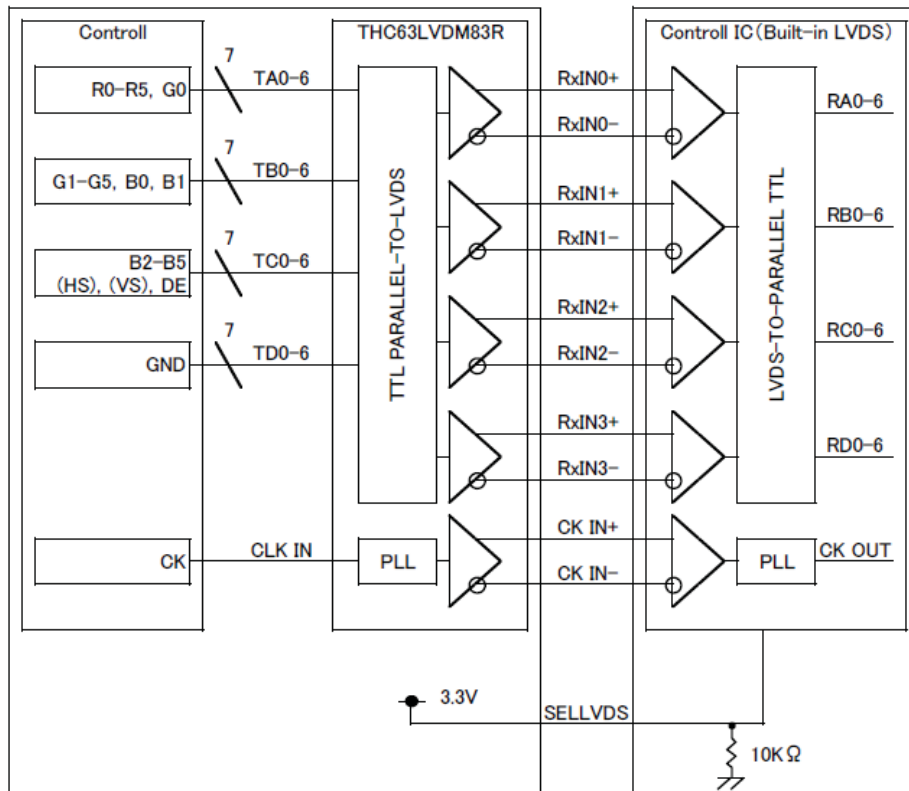 Controll
THC63LVDM83R
Controll IC(Built-in LVDS)
R0-R5, G0
7
TA0-6
RxIN0+
RxIN0-
RA0-6
G1-G5, B0, B1
7
TB0-6
RxIN1+
RxIN1-
RB0-6
B2-B5
(HS), (VS), DE
7
TC0-6
RxIN2+
RxIN2-
RC0-6
GND
7
TD0-6
RxIN3+
RxIN3-
RD0-6
TTL PARALLEL-TO-LVDS
LVDS-TO-PARALLEL TTL
CK
CLK IN
PLL
CK IN+
CK IN-
PLL
CK OUT
3.3V
SELLVDS
10KΩ